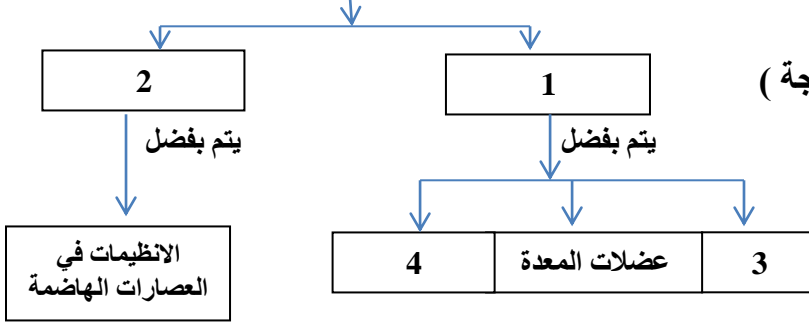 1
2
جة )
يتم بفضل
يتم بفضل
3
عضلات المعدة
4
الانظيمات في
العصارات الهاضمة